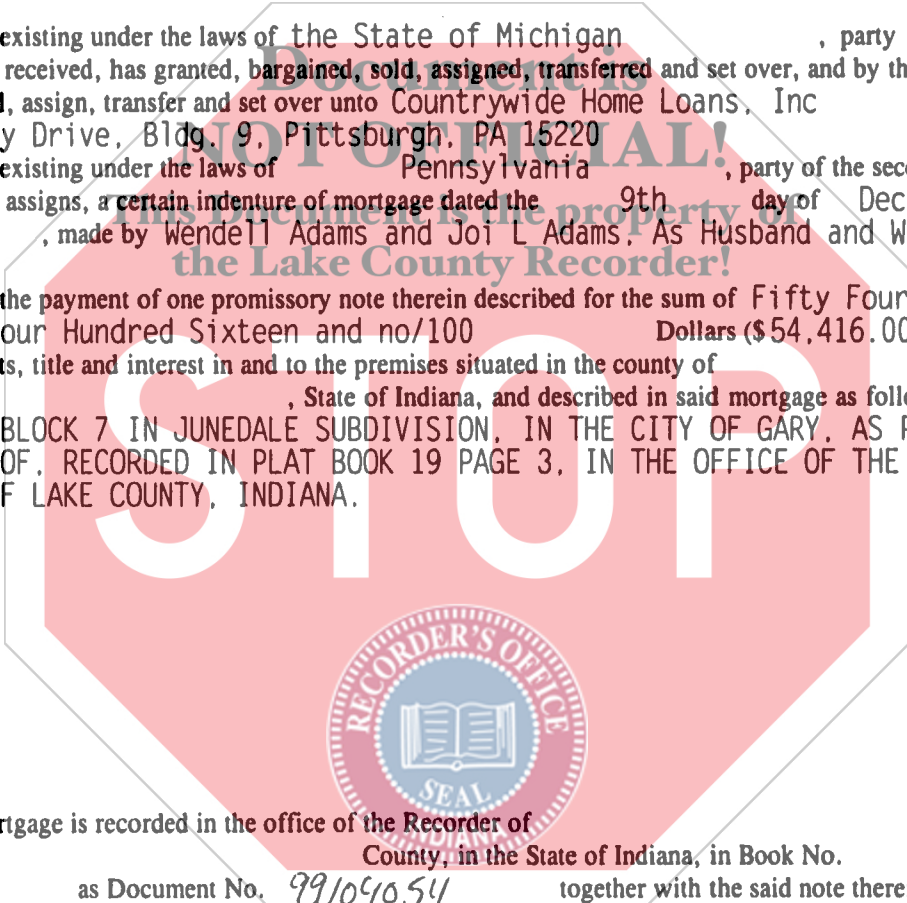 existing under the laws of the State of Michigan , party
received, has granted, bargained, sold, assigned, transferred and set over, and by th
, assign, transfer and set over unto Countrywide Home Loans, Inc
y Drive, Bldg. 9, Pittsburgh, PA 15220
existing under the laws of Pennsylvania , party of the seco
assigns, a certain indenture of mortgage dated the 9th day of Dec
, made by Wendell Adams and Joi L Adams, As Husband and W
the payment of one promissory note therein described for the sum of Fifty Four
our Hundred Sixteen and no/100 Dollars ($54,416.00
ts, title and interest in and to the premises situated in the county of
, State of Indiana, and described in said mortgage as follo
BLOCK 7 IN JUNEDALE SUBDIVISION, IN THE CITY OF GARY, AS P
OF, RECORDED IN PLAT BOOK 19 PAGE 3, IN THE OFFICE OF THE
F LAKE COUNTY, INDIANA.
rtgage is recorded in the office of the Recorder of
County, in the State of Indiana, in Book No.
as Document No. 99104054 together with the said note there
Document is
NOT OFFICIAL!
This Document is the property of
the Lake County Recorder!
STOP
RECORDER'S OFFICE
SEAL
INDIANA